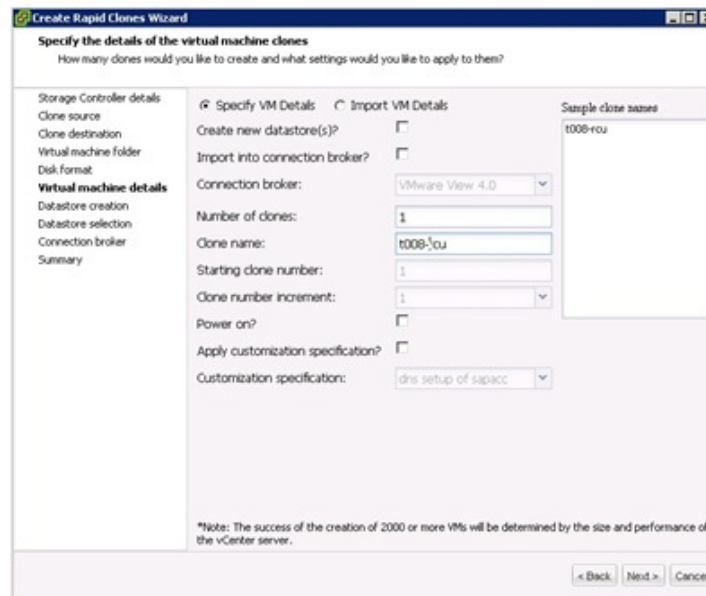 Create Rapid Clones Wizard
Specify the details of the virtual machine clones
How many clones would you like to create and what settings would you like to apply to them?
Storage Controller details
Clone source
Clone destination
Virtual machine folder
Disk format
Virtual machine details
Datastore creation
Datastore selection
Connection broker
Summary
Specify VM Details
Import VM Details
Create new datastore(s)?
Import into connection broker?
Connection broker: VMware View 4.0
Number of clones: 1
Clone name: t008-rcu
Starting clone number: 1
Clone number increment: 1
Power on?
Apply customization specification?
Customization specification: dns setup of sapacc
Sample clone names
t008-rcu
*Note: The success of the creation of 2000 or more VMs will be determined by the size and performance of
the vCenter server.
< Back Next > Cance